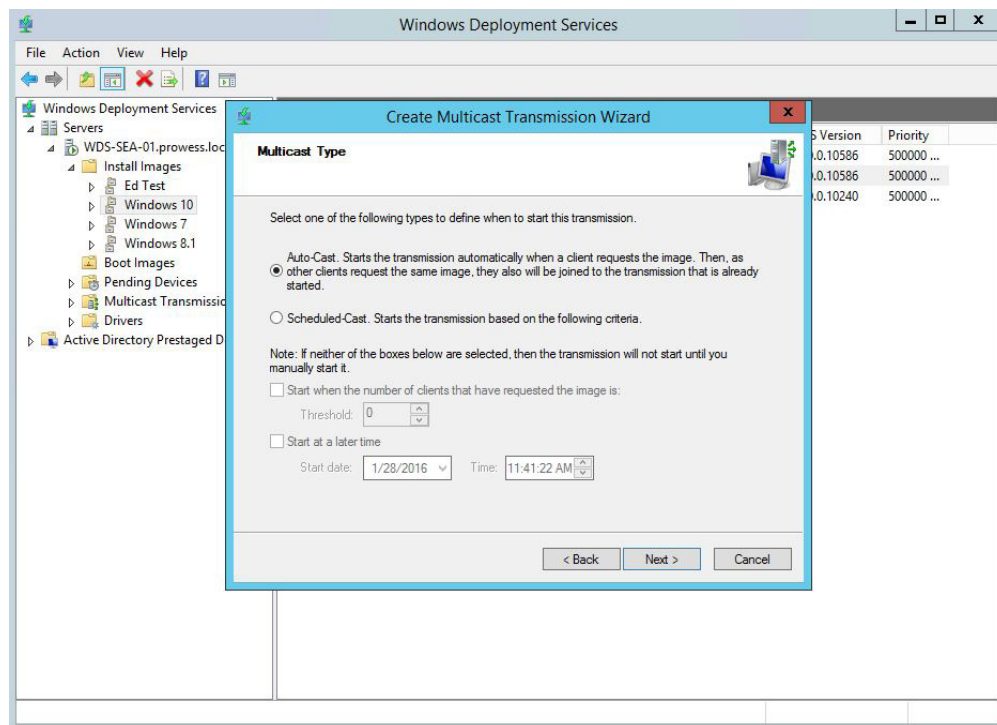 Windows Deployment Services
File Action View Help
Windows Deployment Services
Servers
WDS-SEA-01.prowess.loc
Install Images
Ed Test
Windows 10
Windows 7
Windows 8.1
Boot Images
Pending Devices
Multicast Transmissio
Drivers
Active Directory Prestaged D
Create Multicast Transmission Wizard
x
Multicast Type
Select one of the following types to define when to start this transmission.
Auto-Cast. Starts the transmission automatically when a client requests the image. Then, as
other clients request the same image, they also will be joined to the transmission that is already
started.
Scheduled-Cast. Starts the transmission based on the following criteria.
Note: If neither of the boxes below are selected, then the transmission will not start until you
manually start it.
Start when the number of clients that have requested the image is:
Threshold: 0
Start at a later time
Start date: 1/28/2016 Time: 11:41:22 AM
< Back Next > Cancel
S Version Priority
.0.10586 500000 ...
.0.10586 500000 ...
.0.10240 500000 ...